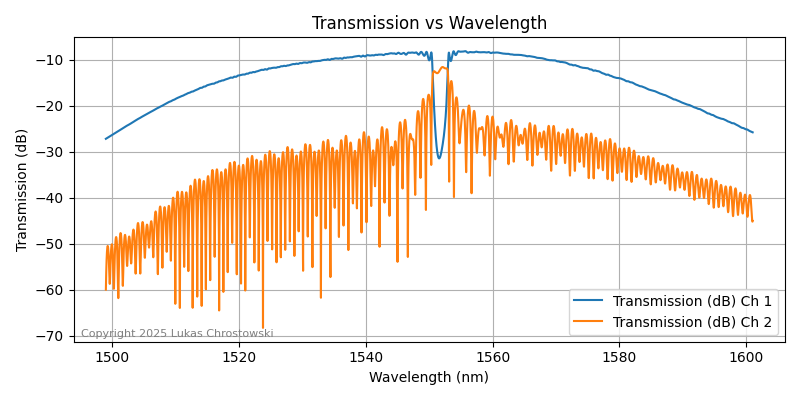 Transmission vs Wavelength
−10
−20
−30
−40
−50
−60
−70
Transmission (dB)
Transmission (dB) Ch 1
Transmission (dB) Ch 2
Copyright 2025 Lukas Chrostowski
1500
1520
1540
1560
1580
1600
Wavelength (nm)